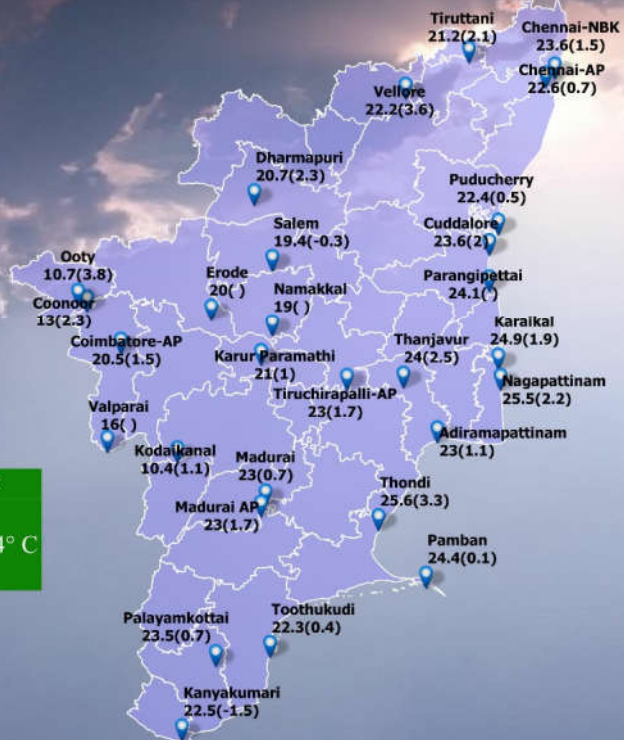 Tiruttani
21.2(2.1)
Chennai-NBK
23.6(1.5)
Chennai-AP
22.6(0.7)
Vellore
22.2(3.6)
Dharmapuri
20.7(2.3)
Puducherry
22.4(0.5)
Salem
19.4(-0.3)
Cuddalore
23.6(2)
Ooty
10.7(3.8)
Erode
20( )
Namakkal
19( )
Parangipettai
24.1( )
Coonoor
13(2.3)
Coimbatore-AP
20.5(1.5)
Karur Paramathi
21(1)
Thanjavur
24(2.5)
Karaikal
24.9(1.9)
Tiruchirapalli-AP
23(1.7)
Nagapattinam
25.5(2.2)
Valparai
16( )
Kodaikanal
10.4(1.1)
Adiramapattinam
23(1.1)
Madurai
23(0.7)
Madurai AP
23(1.7)
Thondi
25.6(3.3)
4° C
Pamban
24.4(0.1)
Palayamkottai
23.5(0.7)
Toothukudi
22.3(0.4)
Kanyakumari
22.5(-1.5)